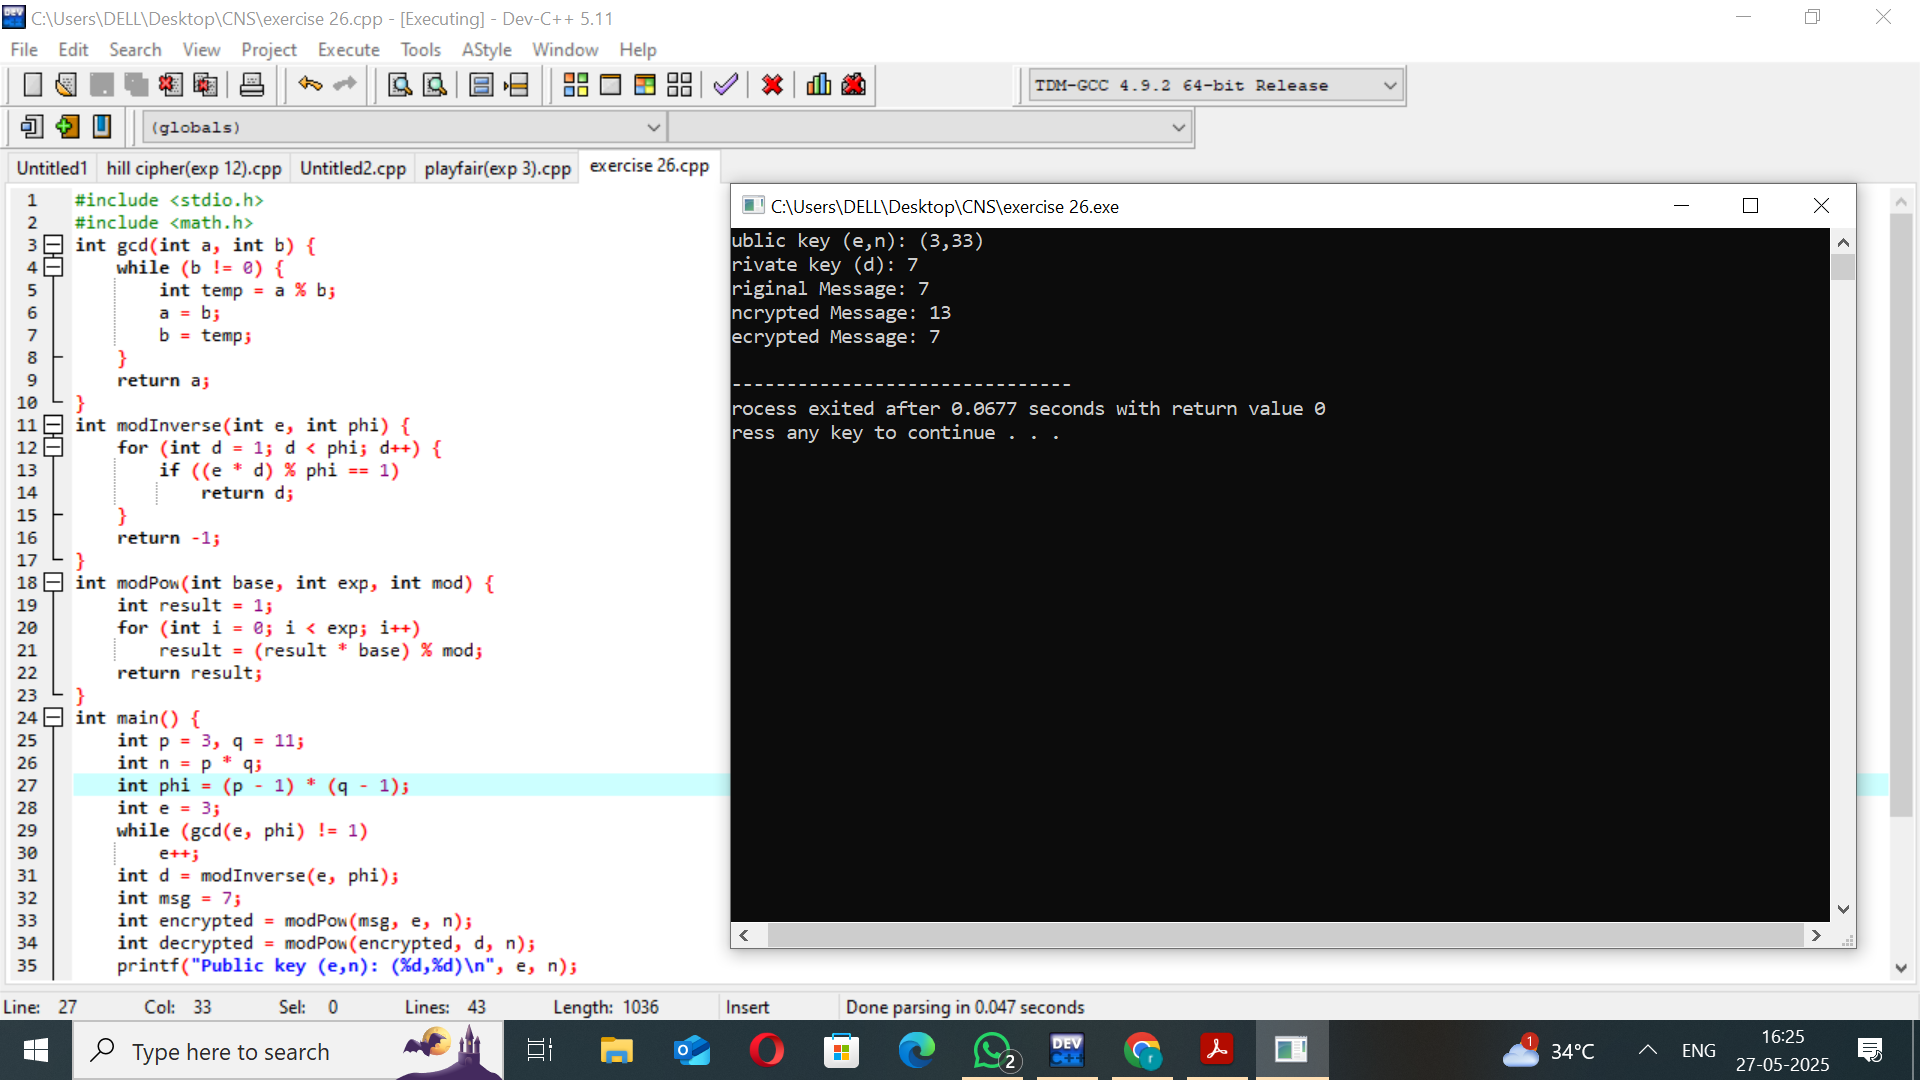 C:\Users\DELL\Desktop\CNS\exercise 26.cpp - [Executing] - Dev-C++ 5.11
File Edit Search View Project Execute Tools AStyle Window Help
TDM-GCC 4.9.2 64-bit Release
(globals)
Untitled1 hill cipher(exp 12).cpp Untitled2.cpp playfair(exp 3).cpp exercise 26.cpp
1 #include <stdio.h>
2 #include <math.h>
3 int gcd(int a, int b) {
4 while (b != 0) {
5 int temp = a % b;
6 a = b;
7 b = temp;
8 }
9 return a;
10 }
11 int modInverse(int e, int phi) {
12 for (int d = 1; d < phi; d++) {
13 if ((e * d) % phi == 1)
14 return d;
15 }
16 return -1;
17 }
18 int modPow(int base, int exp, int mod) {
19 int result = 1;
20 for (int i = 0; i < exp; i++)
21 result = (result * base) % mod;
22 return result;
23 }
24 int main() {
25 int p = 3, q = 11;
26 int n = p * q;
27 int phi = (p - 1) * (q - 1);
28 int e = 3;
29 while (gcd(e, phi) != 1)
30 e++;
31 int d = modInverse(e, phi);
32 int msg = 7;
33 int encrypted = modPow(msg, e, n);
34 int decrypted = modPow(encrypted, d, n);
35 printf("Public key (e,n): (%d,%d)\n", e, n);
C:\Users\DELL\Desktop\CNS\exercise 26.exe
ublic key (e,n): (3,33)
rivate key (d): 7
riginal Message: 7
ncrypted Message: 13
ecrypted Message: 7
-------------------------------
rocess exited after 0.0677 seconds with return value 0
ress any key to continue . . .
Line: 27 Col: 33 Sel: 0 Lines: 43 Length: 1036 Insert Done parsing in 0.047 seconds
Type here to search
2
DEV
C++
r
1
34°C
ENG
16:25
27-05-2025